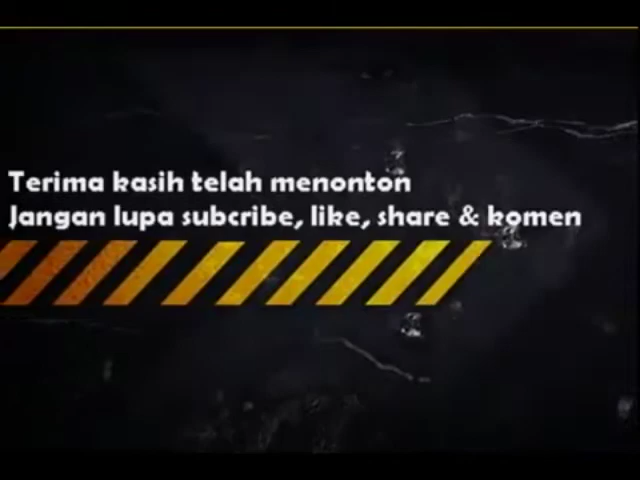 Terima kasih telah menonton
Jangan lupa subcribe, like, share & komen